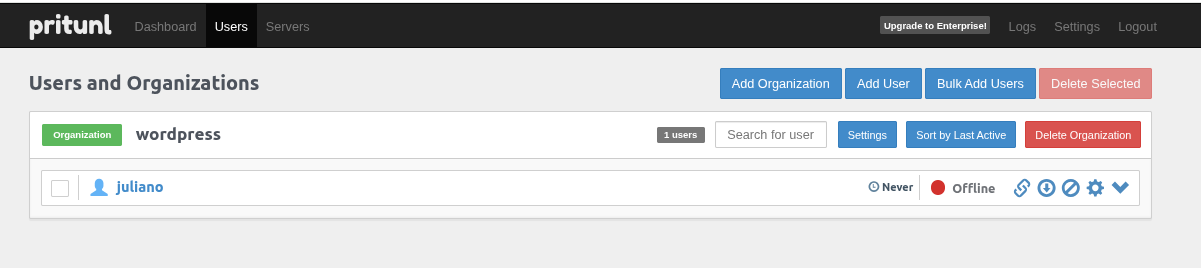 pritunl Dashboard Users Servers Upgrade to Enterprise! Logs Settings Logout
Users and Organizations Add Organization Add User Bulk Add Users Delete Selected
Organization wordpress 1 users Search for user Settings Sort by Last Active Delete Organization
juliano Never Offline